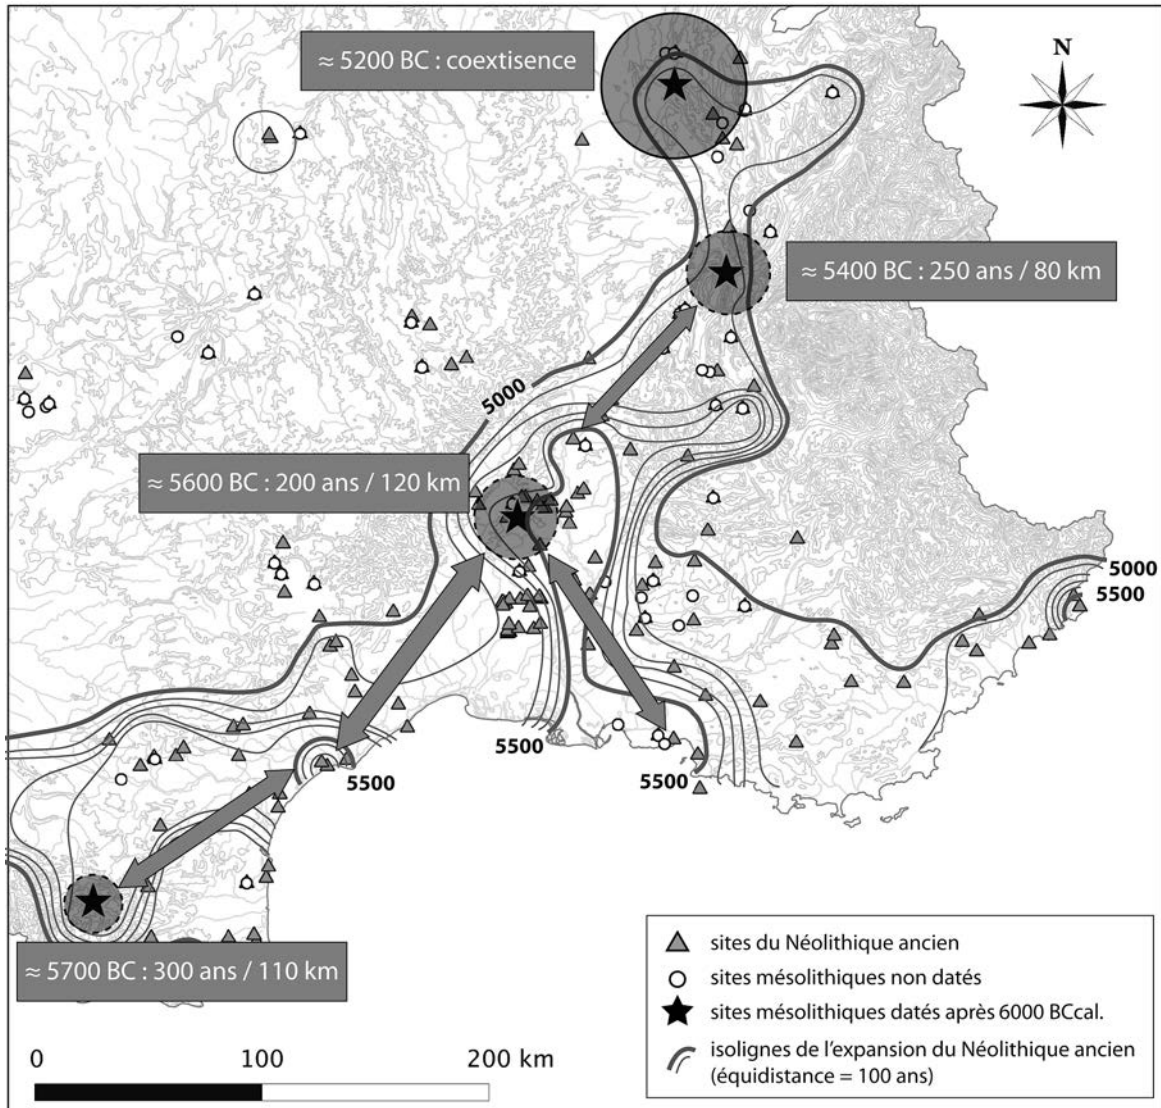 ≈ 5200 BC : coextisence
N
≈ 5400 BC : 250 ans / 80 km
5000
≈ 5600 BC : 200 ans / 120 km
5000
5500
5500
5500
5500
≈ 5700 BC : 300 ans / 110 km
sites du Néolithique ancien
sites mésolithiques non datés
sites mésolithiques datés après 6000 BCcal.
isolignes de l'expansion du Néolithique ancien
(équidistance = 100 ans)
0 100 200 km